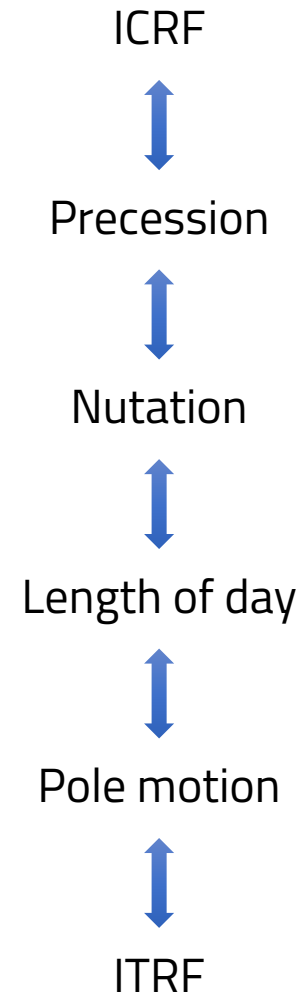 ICRF
Precession
Nutation
Length of day
Pole motion
ITRF